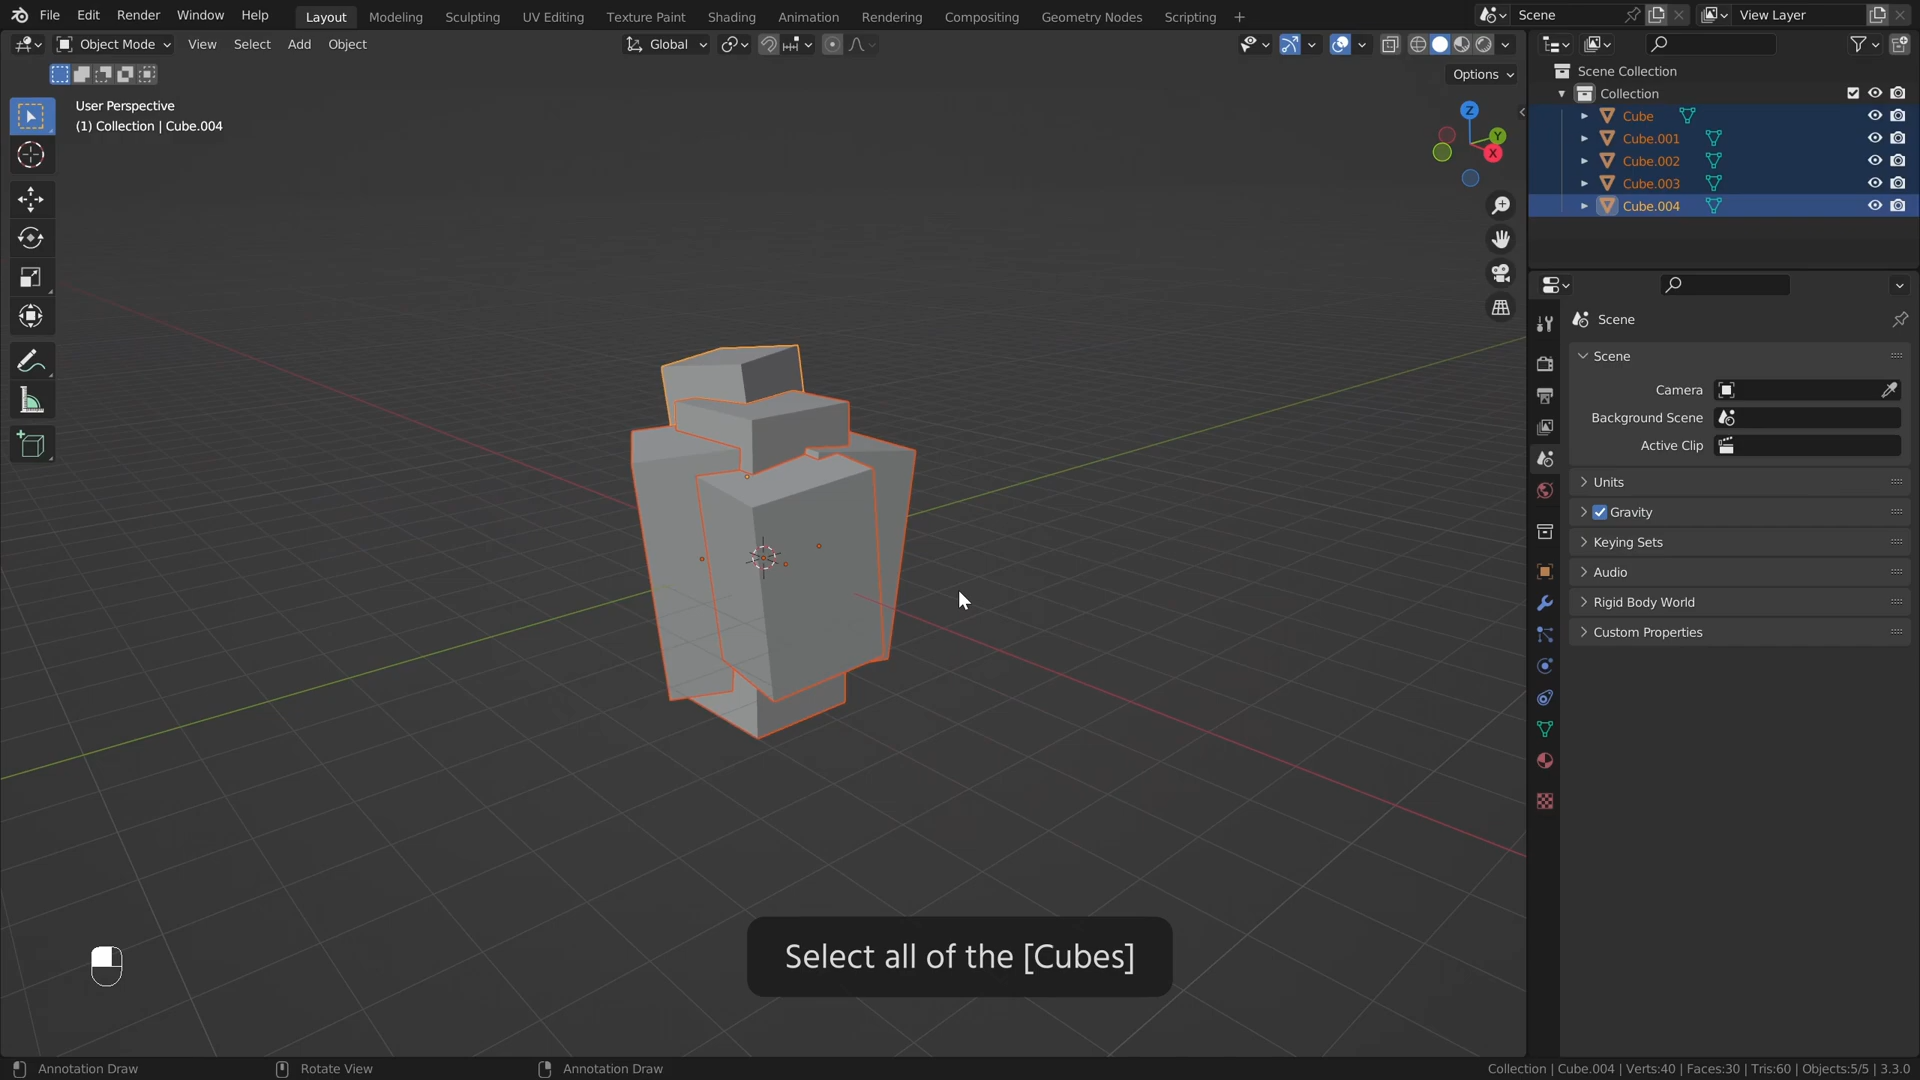 File Edit Render Window Help Layout Modeling Sculpting UV Editing Texture Paint Shading Animation Rendering Compositing Geometry Nodes Scripting + Scene View Layer
Object Mode View Select Add Object Global
Options
User Perspective
(1) Collection | Cube.004
Z
Y
X
Scene Collection
Collection
Cube
Cube.001
Cube.002
Cube.003
Cube.004
Scene
Scene
Camera
Background Scene
Active Clip
Units
Gravity
Keying Sets
Audio
Rigid Body World
Custom Properties
Select all of the [Cubes]
Annotation Draw Rotate View Annotation Draw Collection | Cube.004 | Verts:40 | Faces:30 | Tris:60 | Objects:5/5 | 3.3.0